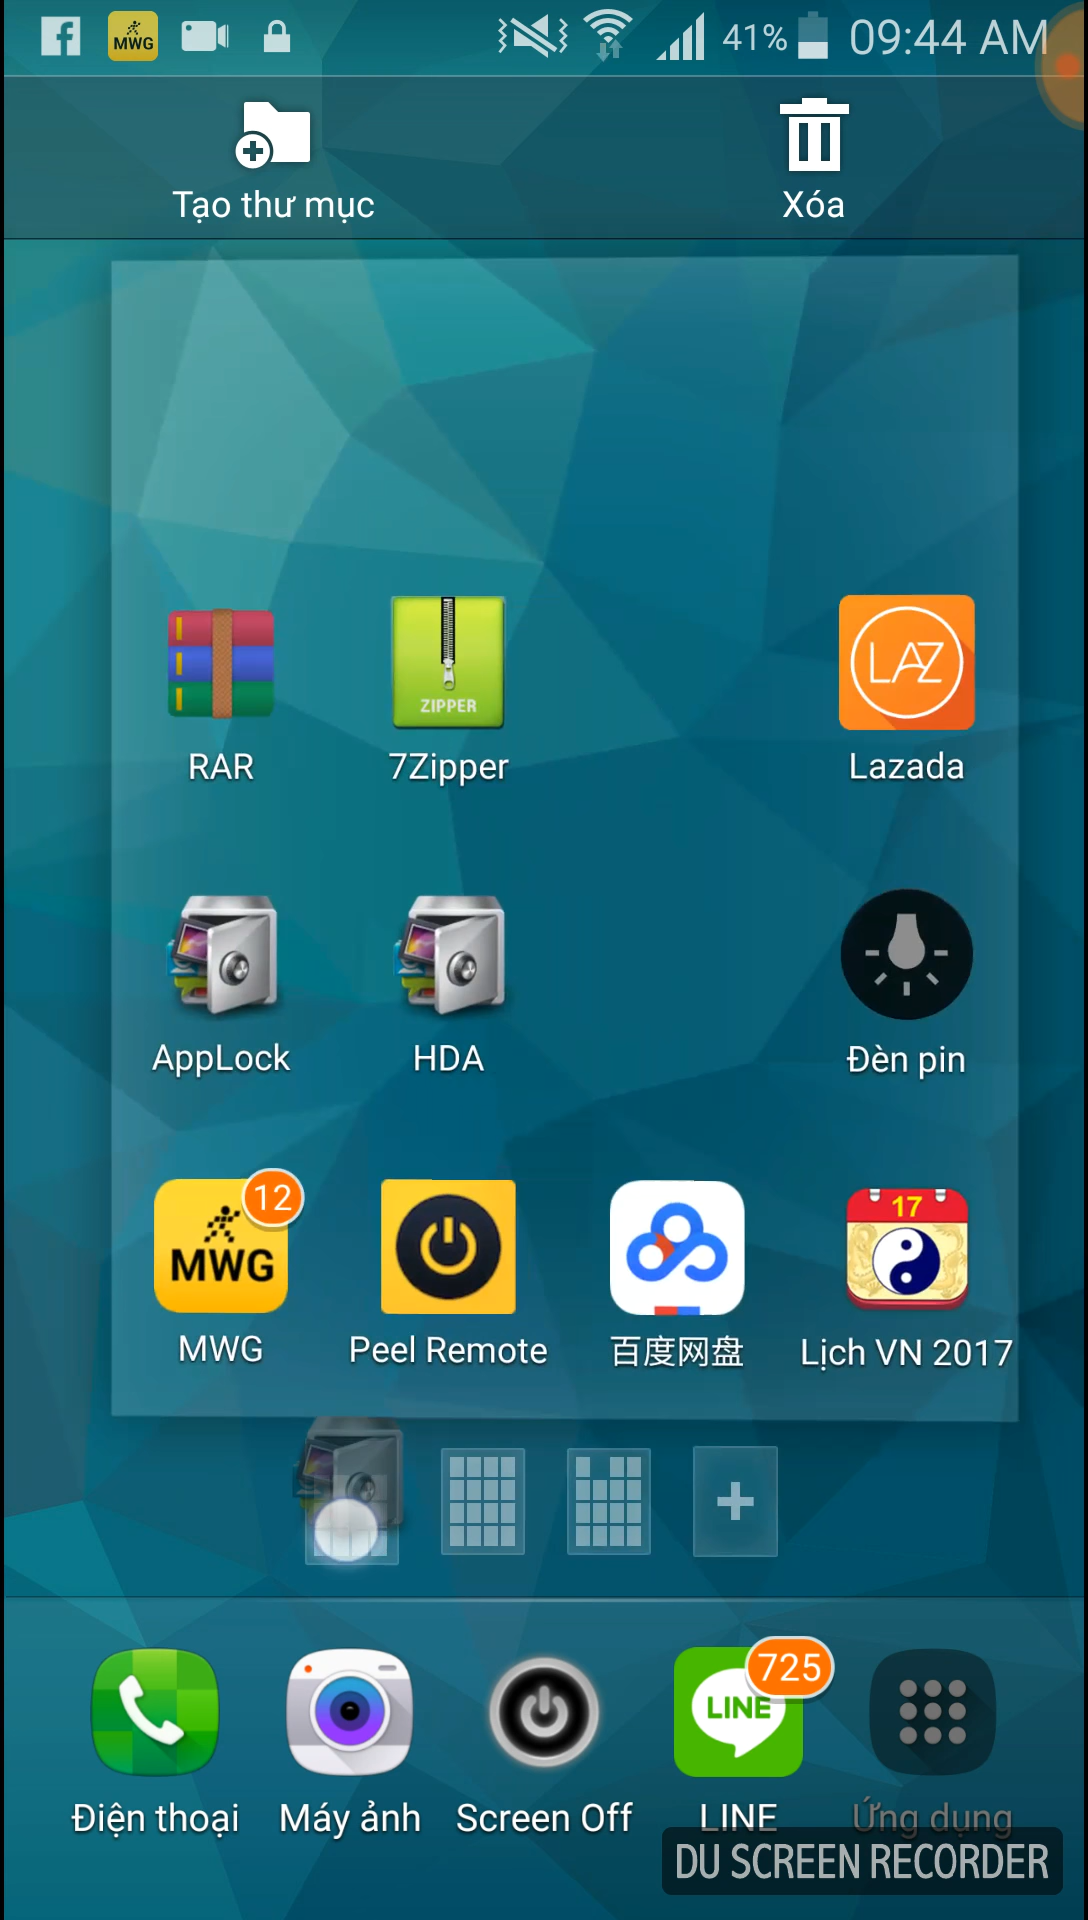 MWG
41%
09:44 AM
Tạo thư mục
Xóa
ZIPPER
LAZ
RAR
7Zipper
Lazada
AppLock
HDA
Đèn pin
12
MWG
17
MWG
Peel Remote
百度网盘
Lịch VN 2017
LINE
725
Điện thoại
Máy ảnh
Screen Off
LINE
Ứng dụng
DU SCREEN RECORDER